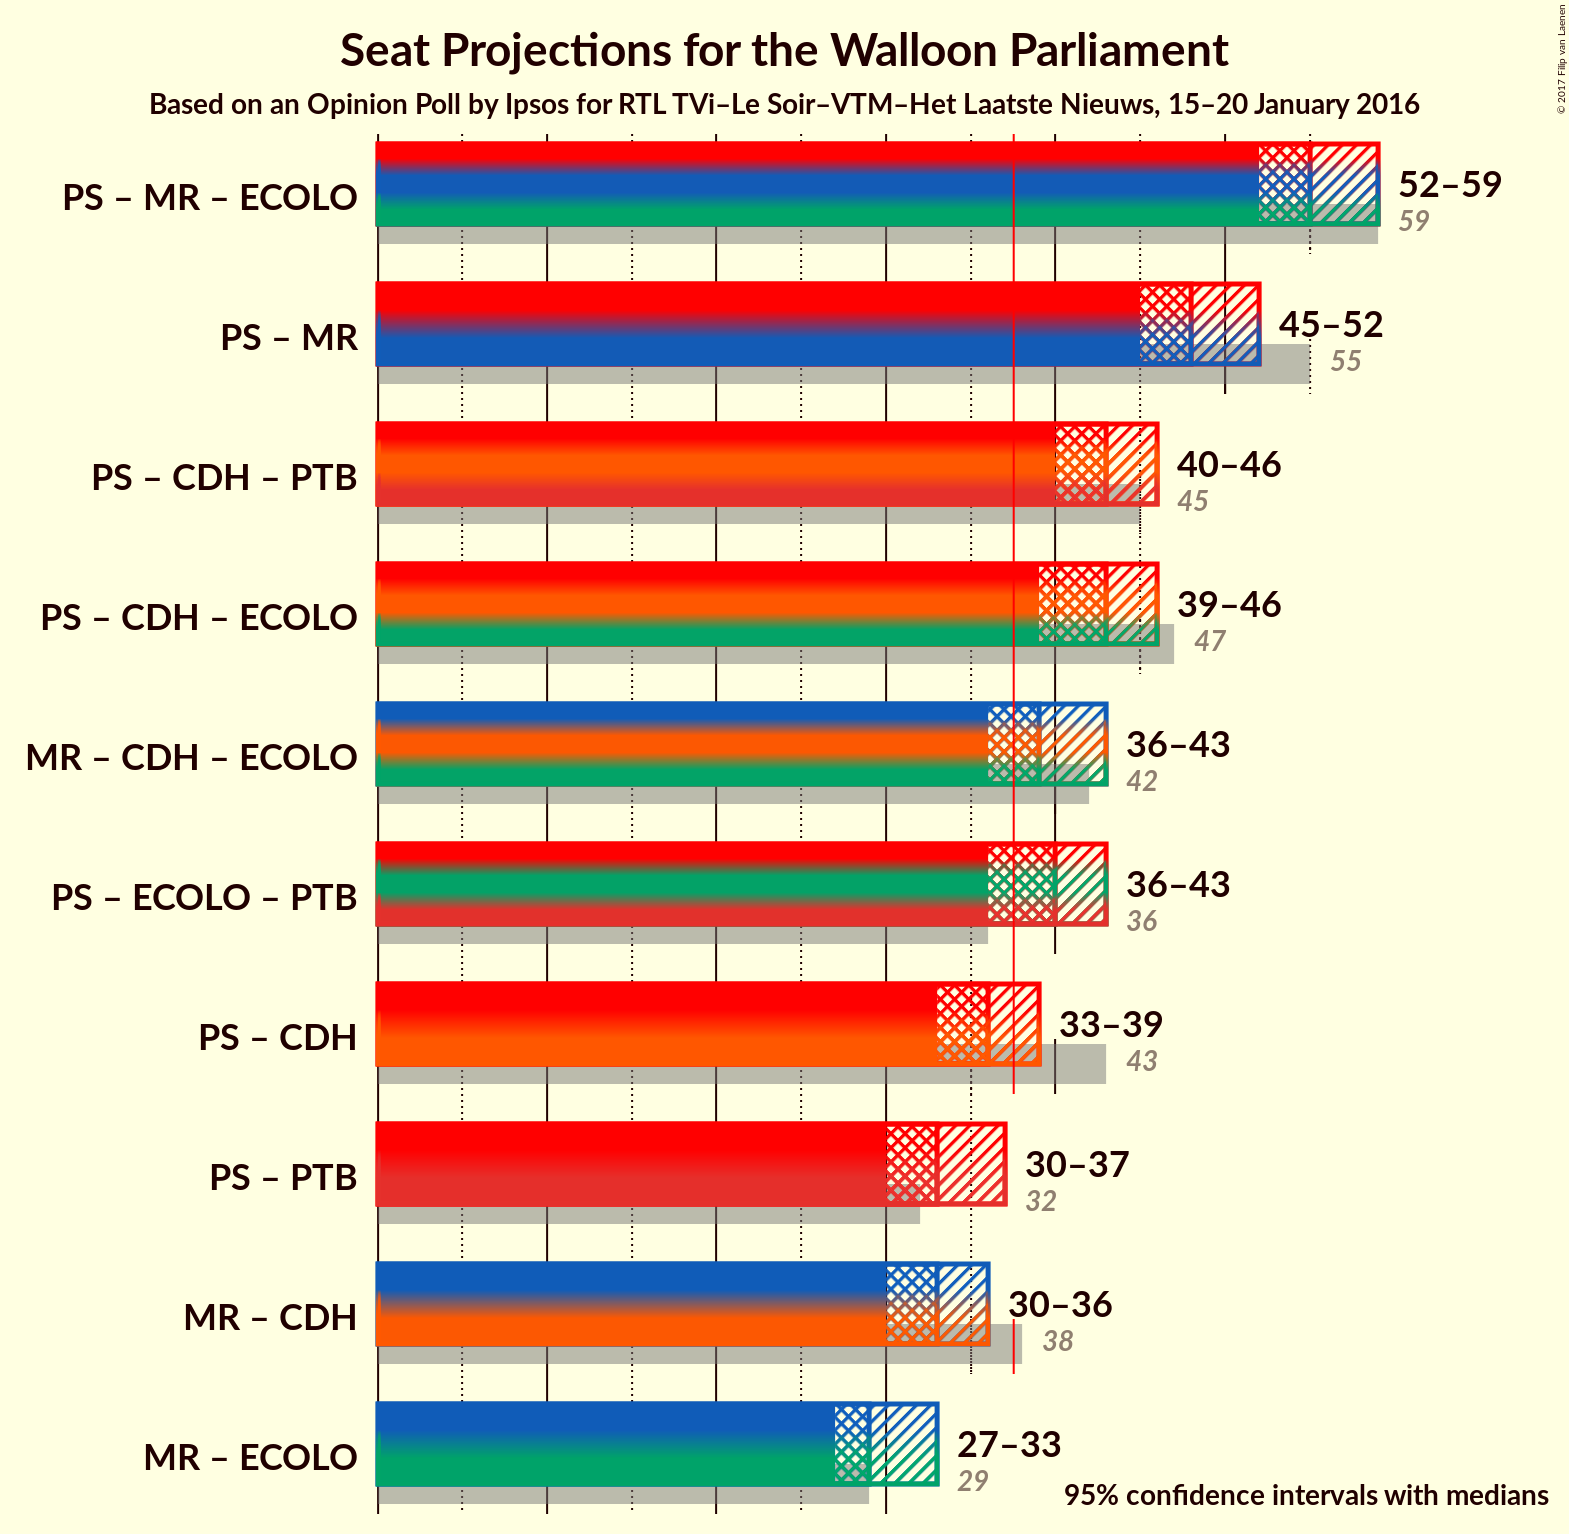 Seat Projections for the Walloon Parliament
Based on an Opinion Poll by Ipsos for RTL TVi–Le Soir–VTM–Het Laatste Nieuws, 15–20 January 2016
© 2017 Filip van Laenen
PS – MR – ECOLO
52–59
59
PS – MR
45–52
55
PS – CDH – PTB
40–46
45
PS – CDH – ECOLO
39–46
47
MR – CDH – ECOLO
36–43
42
PS – ECOLO – PTB
36–43
36
PS – CDH
33–39
43
PS – PTB
30–37
32
MR – CDH
30–36
38
MR – ECOLO
27–33
29
95% confidence intervals with medians